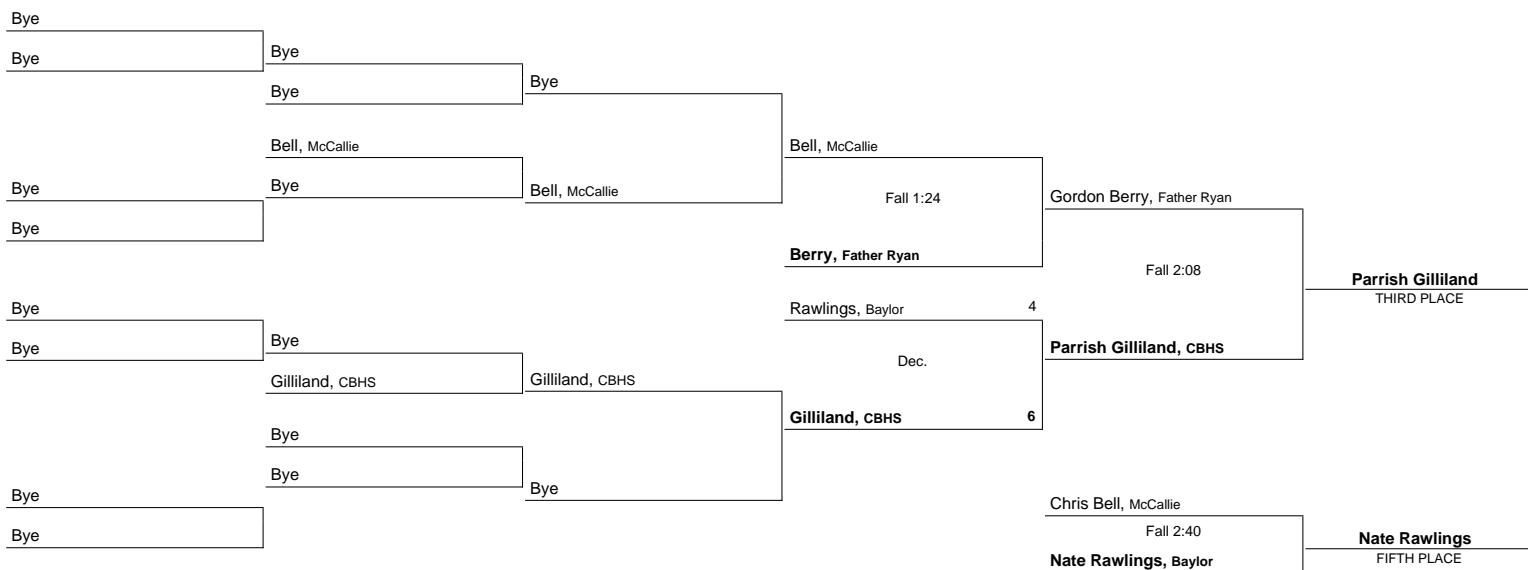 Bye
Bye
Bye
Bye
Bye
Bell, McCallie
Bye
Bye
Bye
Bell, McCallie
Bell, McCallie
Fall 1:24
Berry, Father Ryan
Gordon Berry, Father Ryan
Fall 2:08
Parrish Gilliland
THIRD PLACE
Bye
Bye
Bye
Gilliland, CBHS
Gilliland, CBHS
Rawlings, Baylor 4
Dec.
Gilliland, CBHS 6
Parrish Gilliland, CBHS
Bye
Bye
Bye
Bye
Bye
Chris Bell, McCallie
Fall 2:40
Nate Rawlings, Baylor
Nate Rawlings
FIFTH PLACE